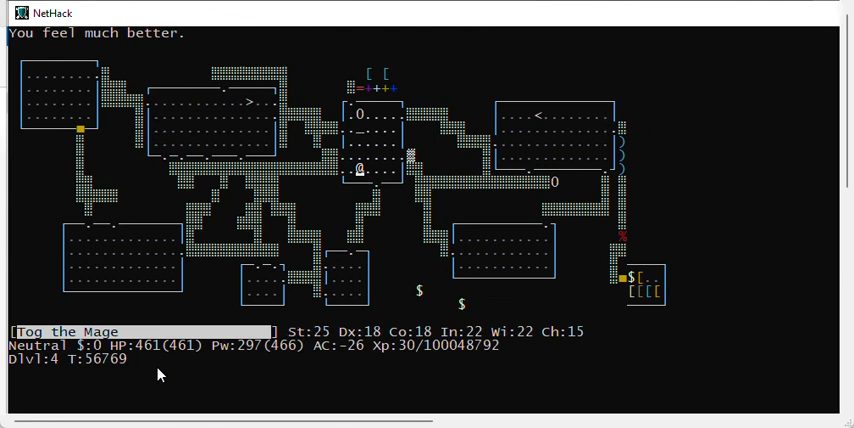 NetHack
You feel much better.
[Tog the Mage ] St:25 Dx:18 Co:18 In:22 Wi:22 Ch:15
Neutral $:0 HP:461(461) Pw:297(466) AC:-26 Xp:30/100048792
Dlvl:4 T:56769